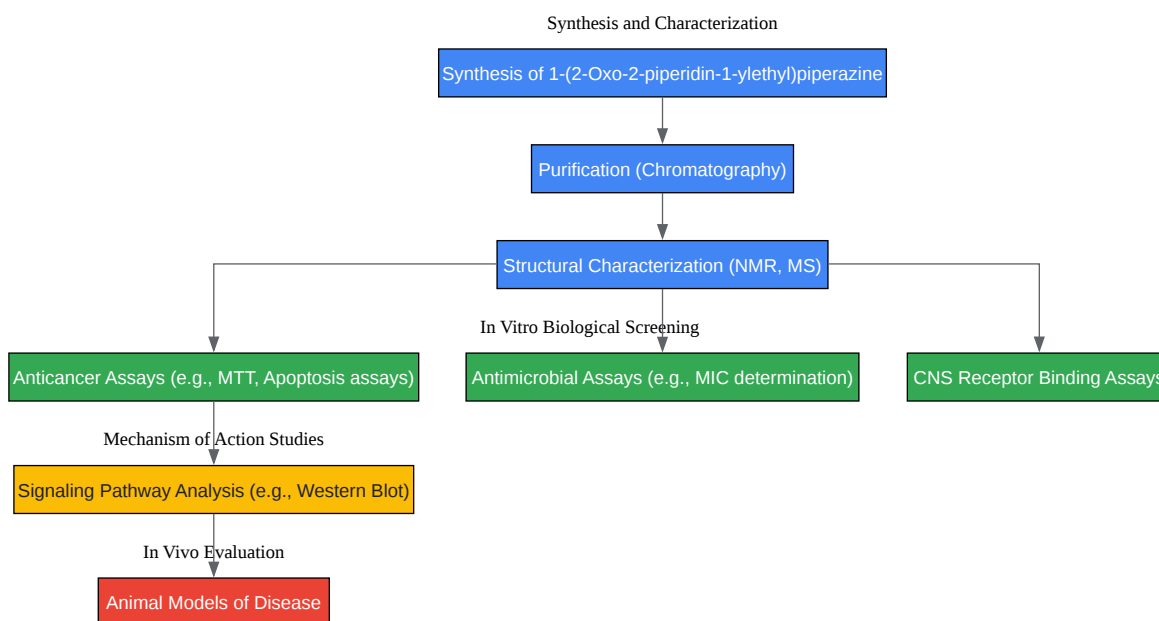 Synthesis and Characterization
Synthesis of 1-(2-Oxo-2-piperidin-1-ylethyl)piperazine
Purification (Chromatography)
Structural Characterization (NMR, MS)
In Vitro Biological Screening
Anticancer Assays (e.g., MTT, Apoptosis assays)
Antimicrobial Assays (e.g., MIC determination)
CNS Receptor Binding Assays
Mechanism of Action Studies
Signaling Pathway Analysis (e.g., Western Blot)
In Vivo Evaluation
Animal Models of Disease